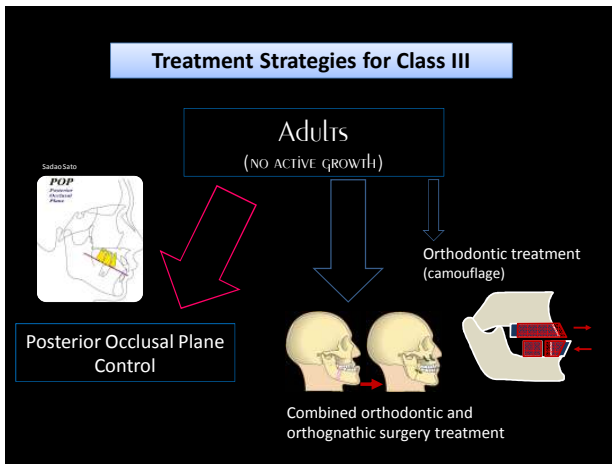 Treatment Strategies for Class III
Adults
(NO ACTIVE GROWTH)
Sadao Sato
POP
Posterior
Occlusal
Plane
Orthodontic treatment
(camouflage)
Posterior Occlusal Plane
Control
Combined orthodontic and
orthognathic surgery treatment